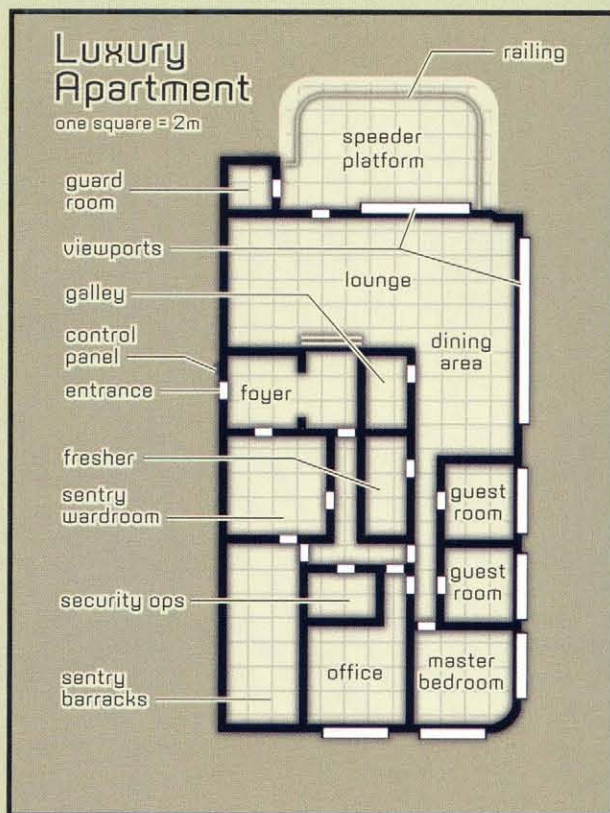 Luxury
Apartment
one square = 2m
railing
speeder
platform
guard
room
viewports
lounge
galley
dining
area
control
panel
entrance
foyer
fresher
guest
room
sentry
wardroom
guest
room
security ops
office
master
bedroom
sentry
barracks